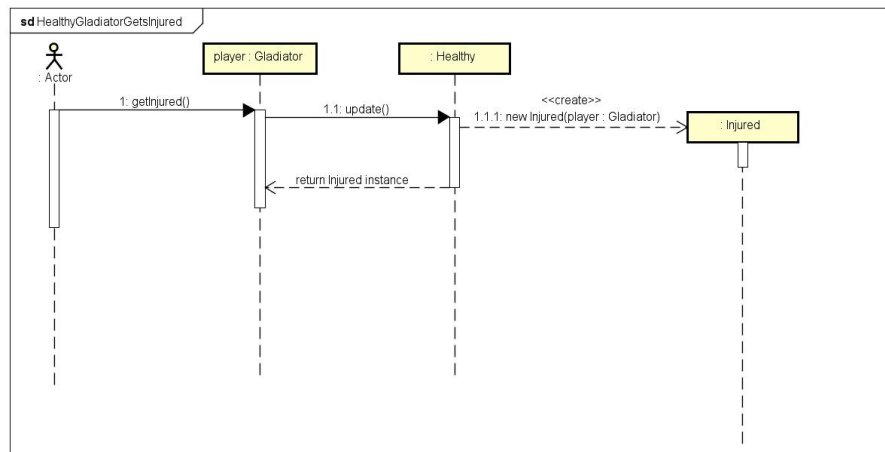 sd HealthyGladiatorGetsInjured
: Actor
player : Gladiator
: Healthy
1: getInjured()
1.1: update()
<<create>>
1.1.1: new Injured(player : Gladiator)
: Injured
return Injured instance